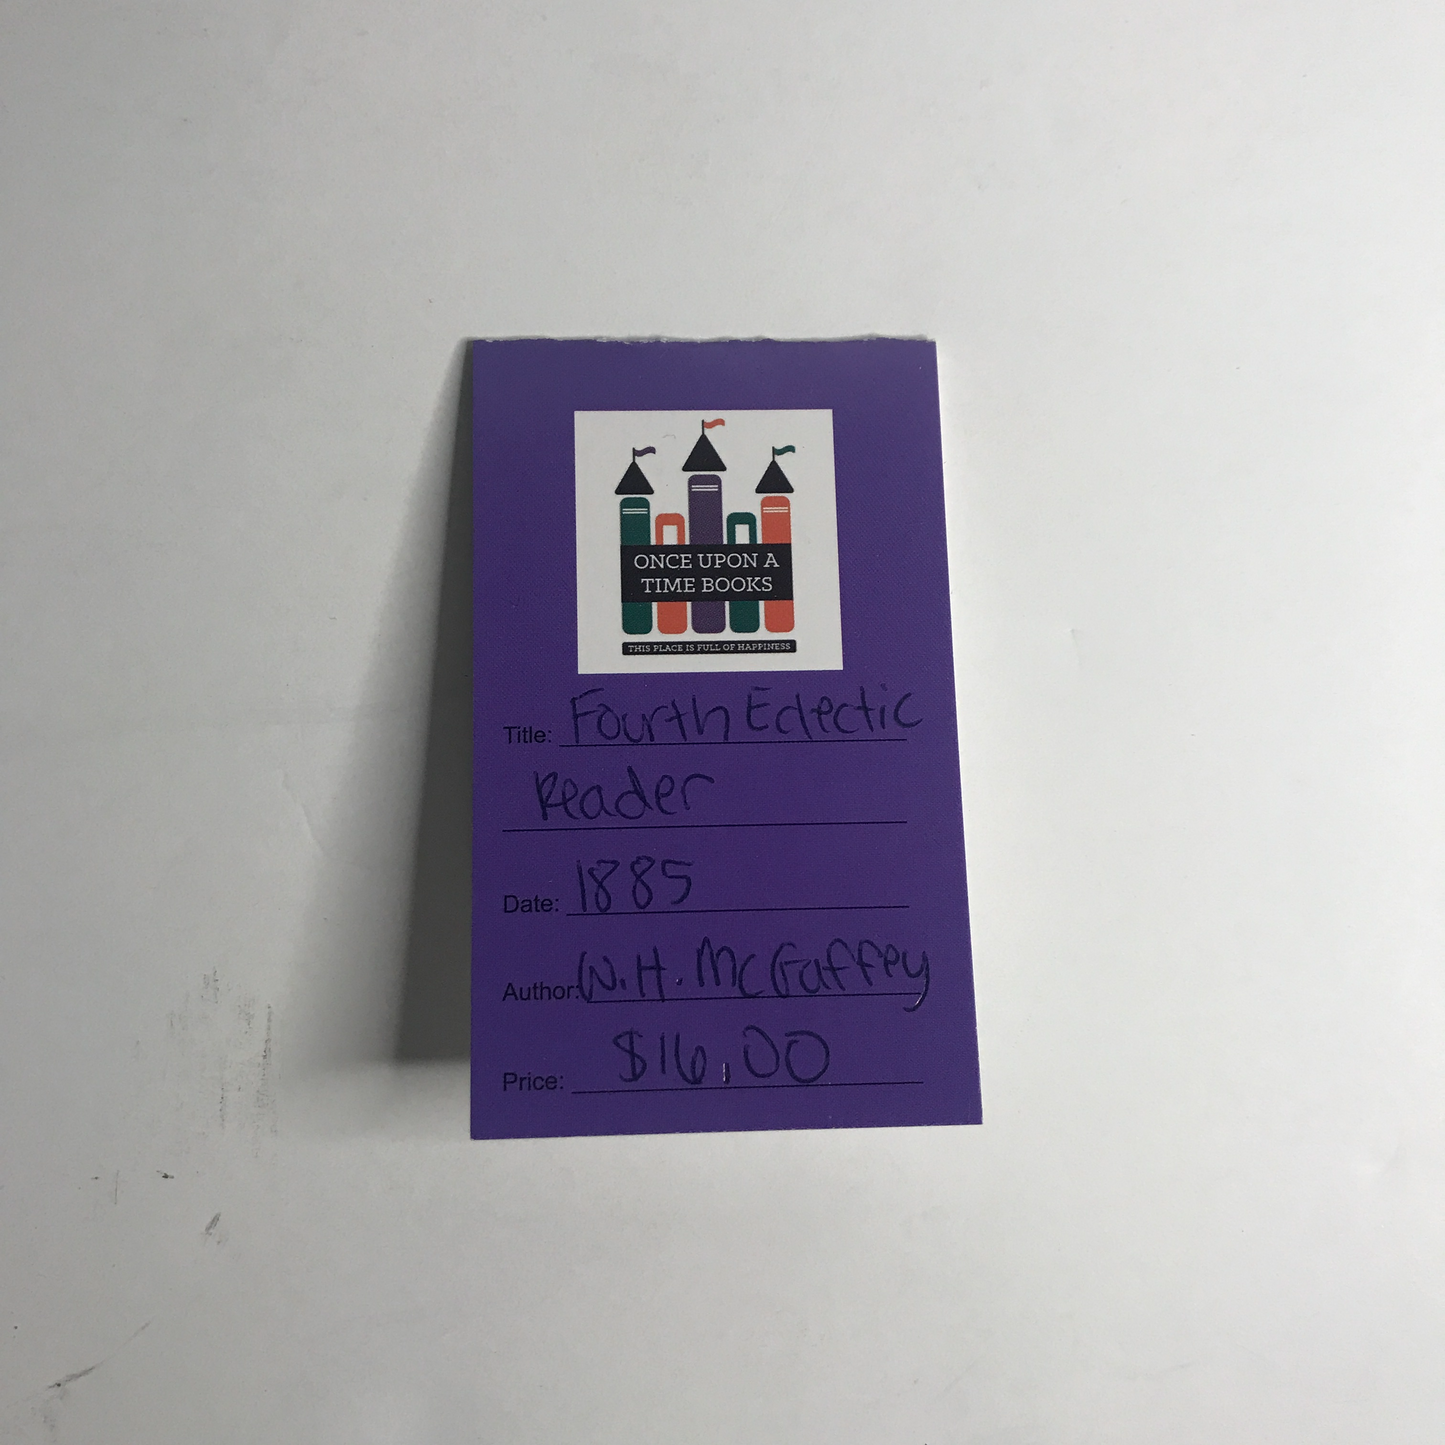 ONCE UPON A
TIME BOOKS
THIS PLACE IS FULL OF HAPPINESS
Title: Fourth Eclectic
Reader
Date: 1885
Author: W.H. McGuffey
Price: $16.00